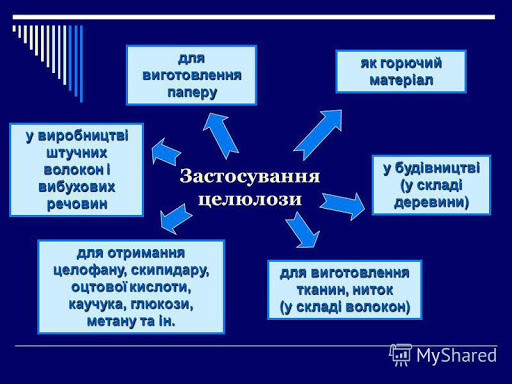 для
виготовлення
паперу
як горючий
матеріал
у виробництві
штучних
волокон і
вибухових
речовин
Застосування
целюлози
у будівництві
(у складі
деревини)
для отримання
целофану, скипидару,
оцтової кислоти,
каучука, глюкози,
метану та ін.
для виготовлення
тканин, ниток
(у складі волокон)
MyShared